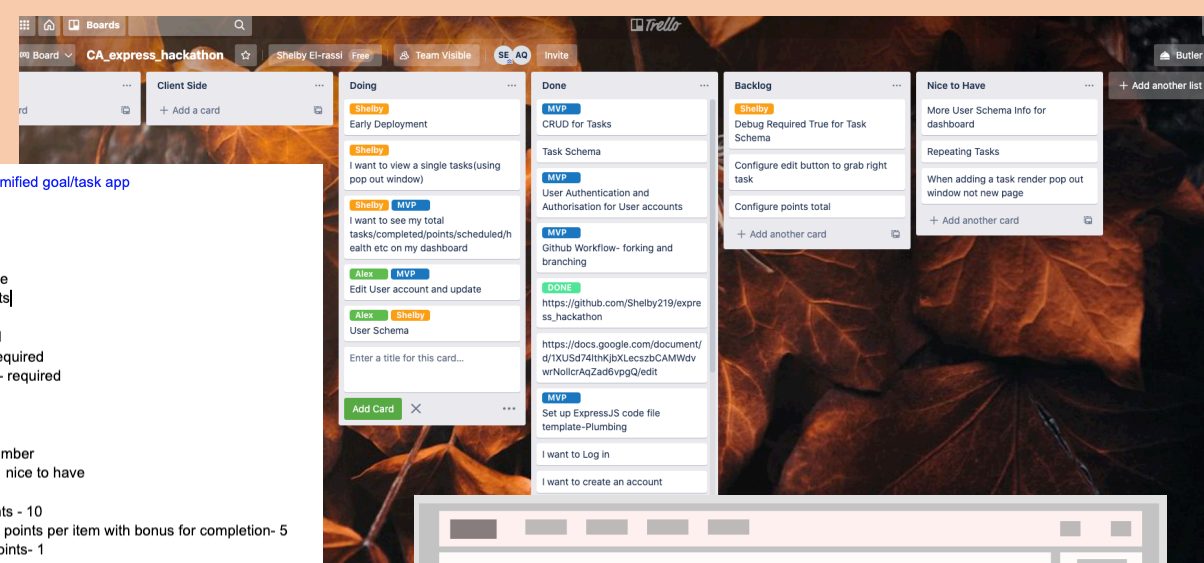 Boards
Trello
Board
CA_express_hackathon
Shelby El-rassi Free
Team Visible
SE AQ
Invite
Butler
...
Client Side ...
+ Add a card
Doing ...
Shelby
Early Deployment
Shelby
I want to view a single tasks(using
pop out window)
Shelby MVP
I want to see my total
tasks/completed/points/scheduled/h
ealth etc on my dashboard
Alex MVP
Edit User account and update
Alex Shelby
User Schema
Enter a title for this card...
Add Card
Done ...
MVP
CRUD for Tasks
Task Schema
MVP
User Authentication and
Authorisation for User accounts
MVP
Github Workflow- forking and
branching
DONE
https://github.com/Shelby219/expre
ss_hackathon
https://docs.google.com/document/
MVP
Set up ExpressJS code file
template-Plumbing
I want to Log in
I want to create an account
Backlog ...
Shelby
Debug Required True for Task
Schema
Configure edit button to grab right
task
Configure points total
+ Add another card
Nice to Have ...
More User Schema Info for
dashboard
Repeating Tasks
When adding a task render pop out
window not new page
+ Add another card
+ Add another list
mified goal/task app
equired
- required
mber
nice to have
ts - 10
points per item with bonus for completion- 5
oints- 1